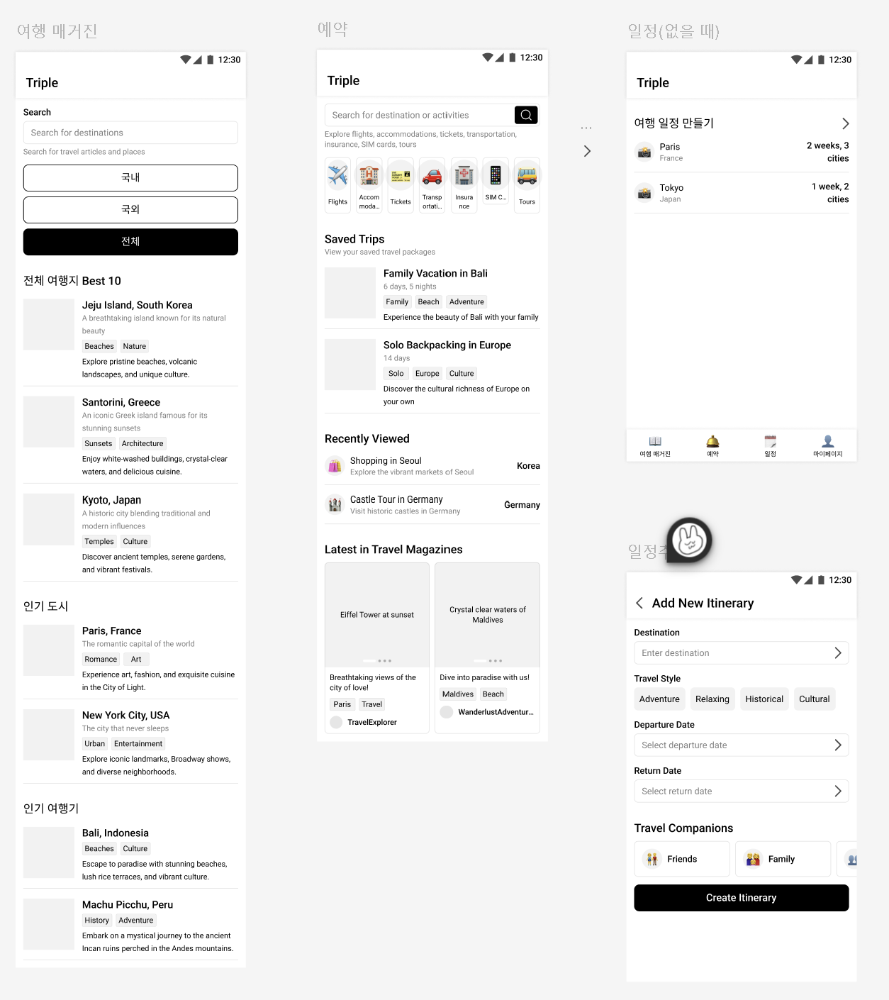 여행 매거진
12:30
Triple
Search
Search for destinations
Search for travel articles and places
국내
국외
전체
전체 여행지 Best 10
Jeju Island, South Korea
A breathtaking island known for its natural
beauty
Beaches Nature
Explore pristine beaches, volcanic
landscapes, and unique culture.
Santorini, Greece
An iconic Greek island famous for its
stunning sunsets
Sunsets Architecture
Enjoy white-washed buildings, crystal-clear
waters, and delicious cuisine.
Kyoto, Japan
A historic city blending traditional and
modern influences
Temples Culture
Discover ancient temples, serene gardens,
and vibrant festivals.
인기 도시
Paris, France
The romantic capital of the world
Romance Art
Experience art, fashion, and exquisite cuisine
in the City of Light.
New York City, USA
The city that never sleeps
Urban Entertainment
Explore iconic landmarks, Broadway shows,
and diverse neighborhoods.
인기 여행기
Bali, Indonesia
Beaches Culture
Escape to paradise with stunning beaches,
lush rice terraces, and vibrant culture.
Machu Picchu, Peru
History Adventure
Embark on a mystical journey to the ancient
Incan ruins perched in the Andes mountains.
예약
12:30
Triple
Search for destination or activities
Explore flights, accommodations, tickets, transportation,
insurance, SIM cards, tours
Flights
Accom
moda...
Tickets
Transp
ortati...
Insura
nce
SIM C...
Tours
Saved Trips
View your saved travel packages
Family Vacation in Bali
6 days, 5 nights
Family Beach Adventure
Experience the beauty of Bali with your family
Solo Backpacking in Europe
14 days
Solo Europe Culture
Discover the cultural richness of Europe on
your own
Recently Viewed
Shopping in Seoul
Explore the vibrant markets of Seoul
Korea
Castle Tour in Germany
Visit historic castles in Germany
Germany
Latest in Travel Magazines
Eiffel Tower at sunset
Breathtaking views of the
city of love!
Paris Travel
TravelExplorer
Crystal clear waters of
Maldives
Dive into paradise with us!
Maldives Beach
WanderlustAdventur...
...
일정(없을 때)
12:30
Triple
여행 일정 만들기
Paris
France
2 weeks, 3
cities
Tokyo
Japan
1 week, 2
cities
여행 매거진
예약
일정
마이페이지
일정
12:30
Add New Itinerary
Destination
Enter destination
Travel Style
Adventure Relaxing Historical Cultural
Departure Date
Select departure date
Return Date
Select return date
Travel Companions
Friends
Family
Create Itinerary